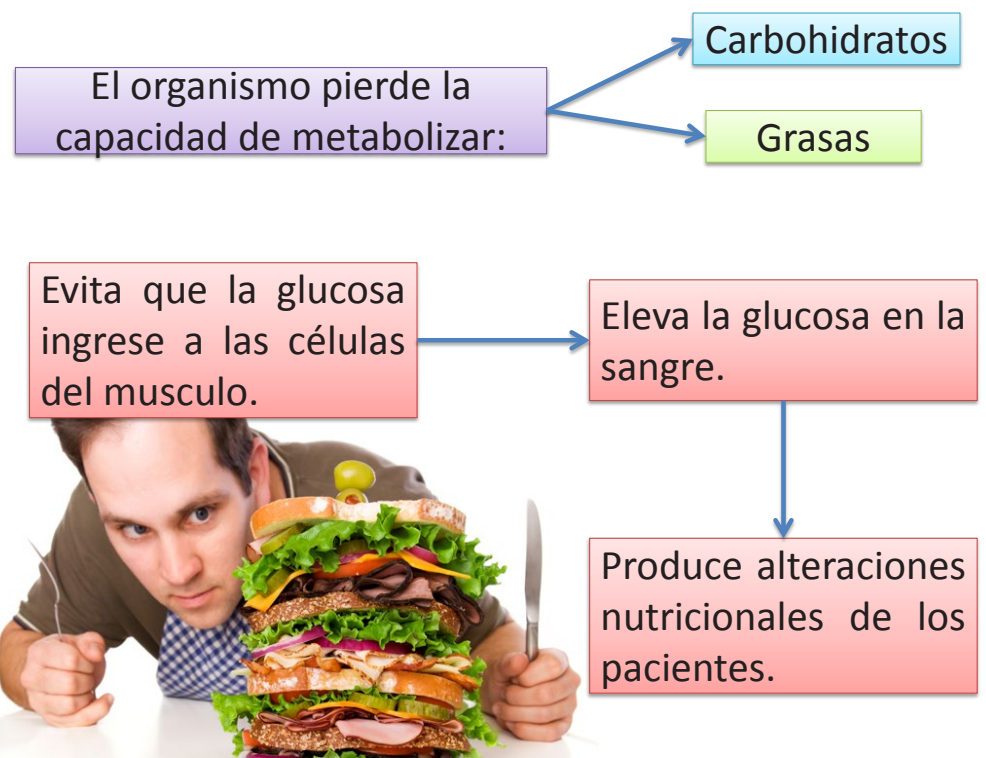 El organismo pierde la
capacidad de metabolizar:
Carbohidratos
Grasas
Evita que la glucosa
ingrese a las células
del musculo.
Eleva la glucosa en la
sangre.
Produce alteraciones
nutricionales de los
pacientes.